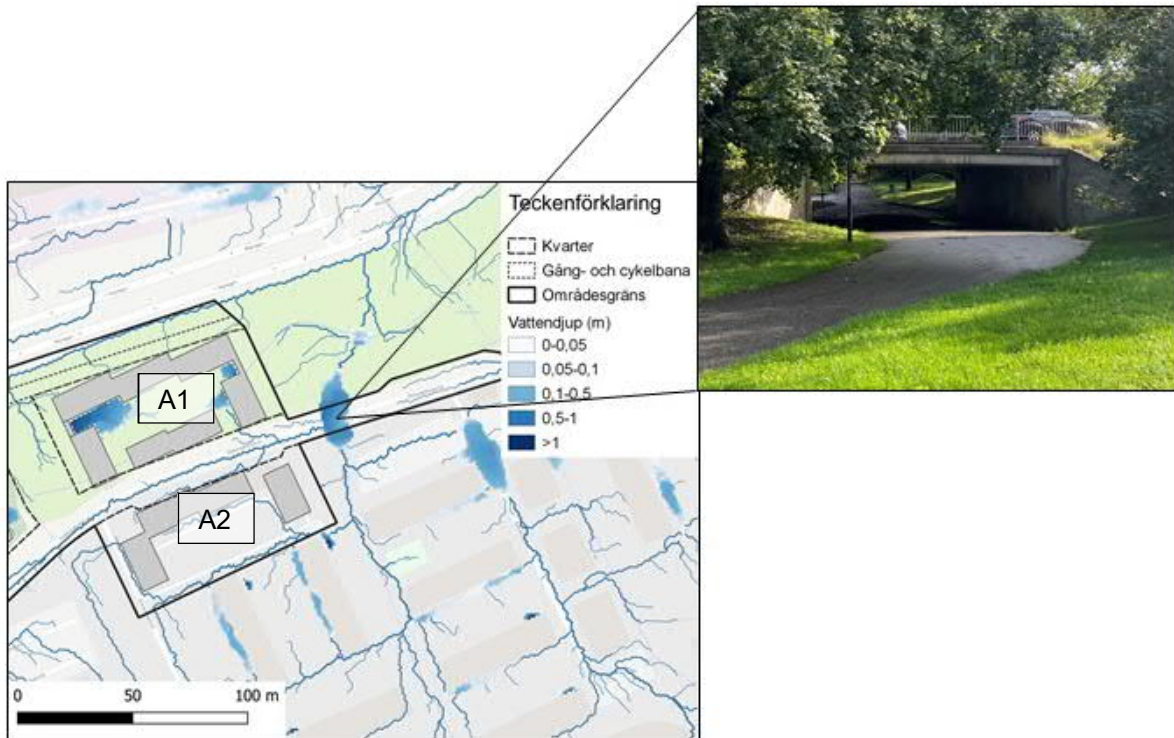 Teckenförklaring
Kvarter
Gång- och cykelbana
Områdesgräns
Vattendjup (m)
0-0,05
0,05-0,1
0,1-0,5
0,5-1
>1
A1
A2
0 50 100 m